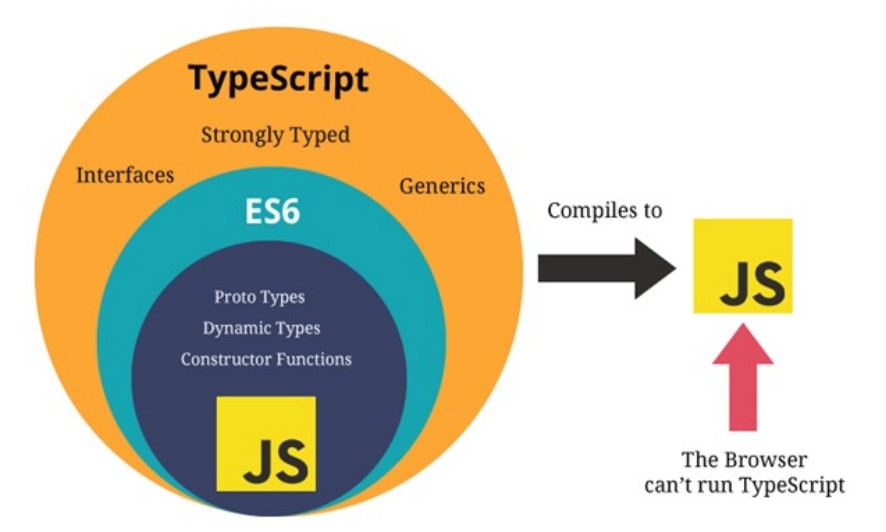 TypeScript
Strongly Typed
Interfaces
Generics
ES6
Proto Types
Dynamic Types
Constructor Functions
JS
Compiles to
JS
The Browser
can't run TypeScript